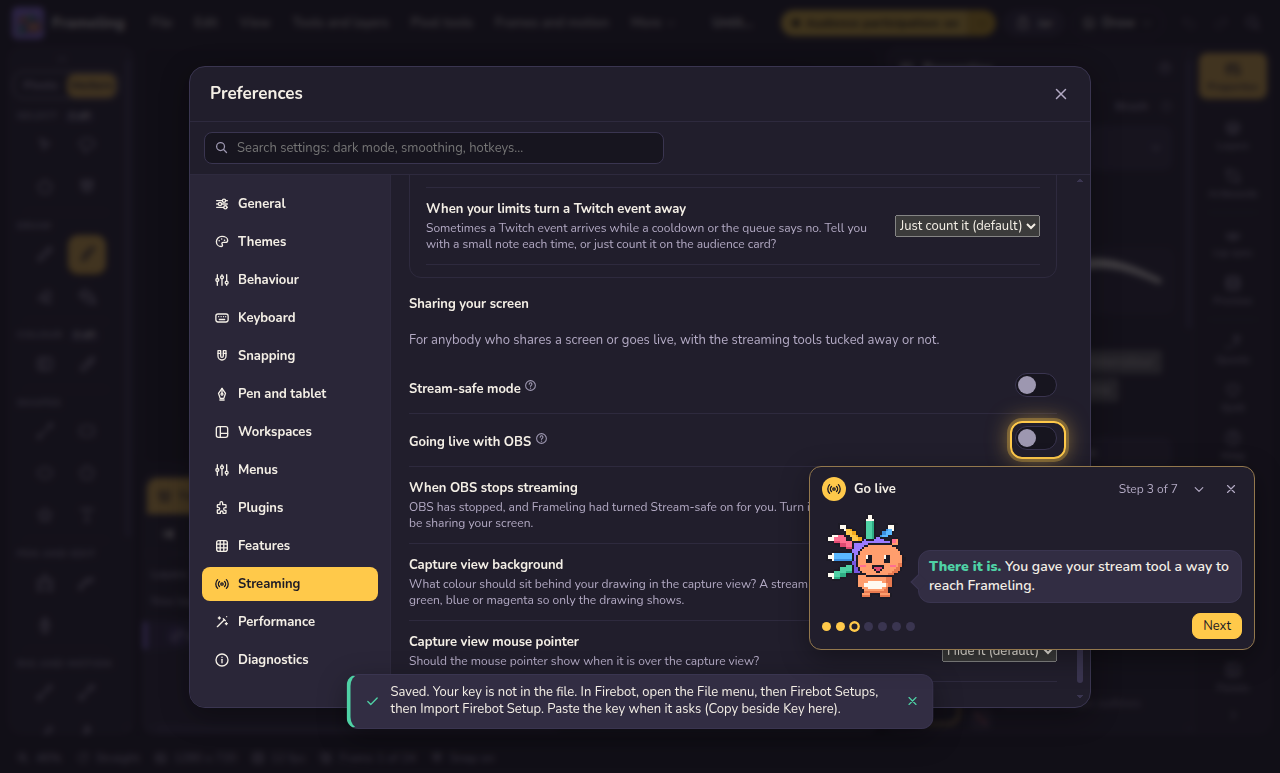 Frameling
File
Edit
View
Preferences
Search settings: dark mode, smoothing, hotkeys...
General
Themes
Behaviour
Keyboard
Snapping
Pen and tablet
Workspaces
Menus
Plugins
Features
Streaming
Performance
Diagnostics
When your limits turn a Twitch event away
Sometimes a Twitch event arrives while a cooldown or the queue says no. Tell you
with a small note each time, or just count it on the audience card?
Just count it (default)
Sharing your screen
For anybody who shares a screen or goes live, with the streaming tools tucked away or not.
Stream-safe mode
Going live with OBS
When OBS stops streaming
OBS has stopped, and Frameling had turned Stream-safe on for you. Turn i
be sharing your screen.
Capture view background
What colour should sit behind your drawing in the capture view? A stream
green, blue or magenta so only the drawing shows.
Capture view mouse pointer
Should the mouse pointer show when it is over the capture view?
Hide it (default)
Go live
Step 3 of 7
There it is. You gave your stream tool a way to
reach Frameling.
Next
Saved. Your key is not in the file. In Firebot, open the File menu, then Firebot Setups,
then Import Firebot Setup. Paste the key when it asks (Copy beside Key here).